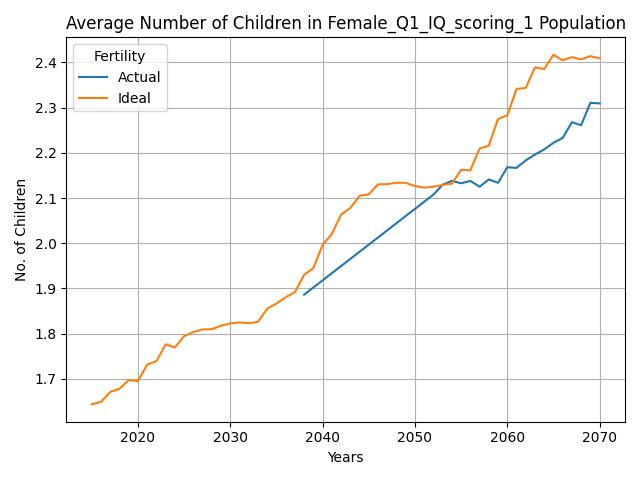 Average Number of Children in Female_Q1_IQ_scoring_1 Population
Fertility
Actual
Ideal
No. of Children
2.4
2.3
2.2
2.1
2.0
1.9
1.8
1.7
2020
2030
2040
2050
2060
2070
Years